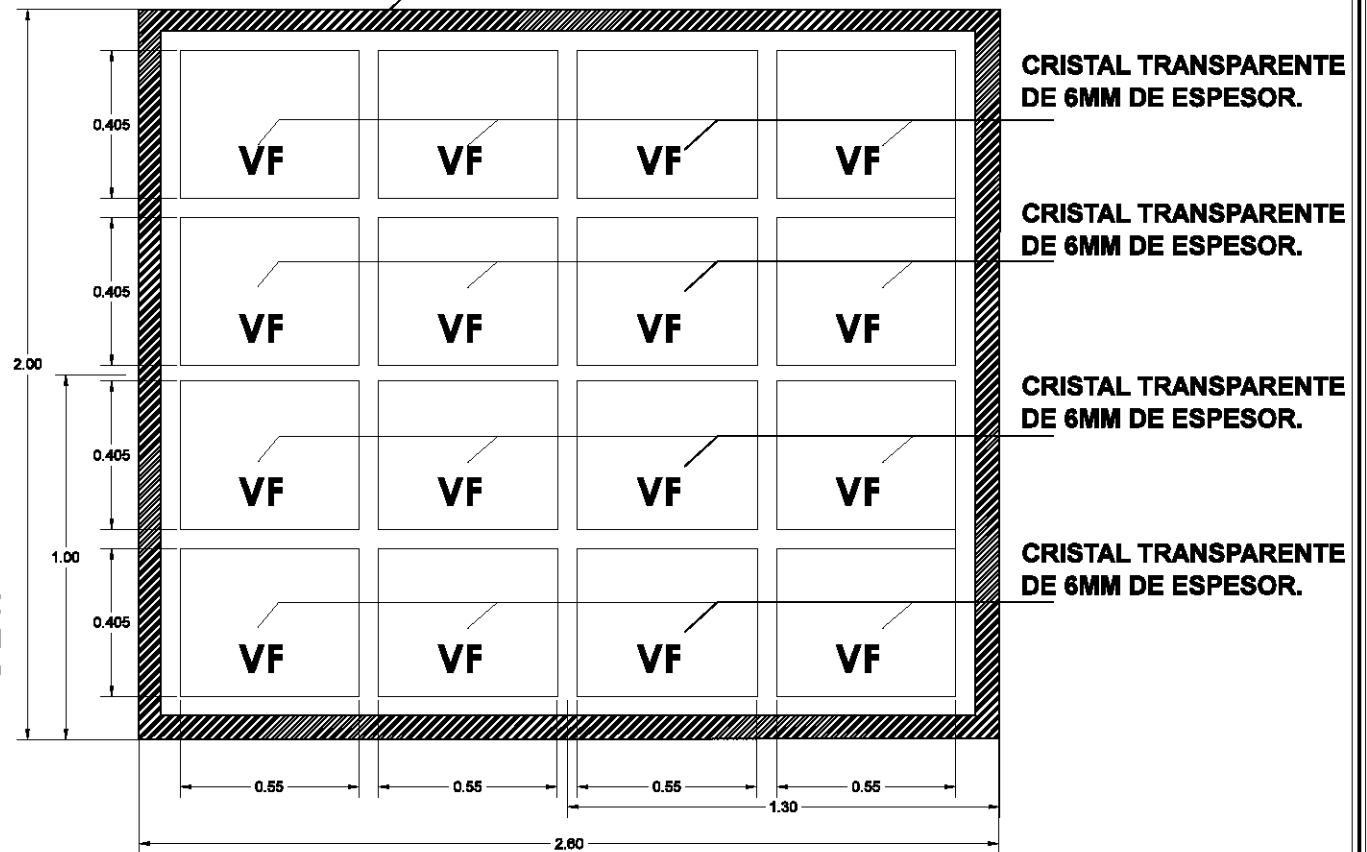 CRISTAL TRANSPARENTE
DE 6MM DE ESPESOR.
0.405
VF VF VF VF
CRISTAL TRANSPARENTE
DE 6MM DE ESPESOR.
0.405
VF VF VF VF
2.00
CRISTAL TRANSPARENTE
DE 6MM DE ESPESOR.
0.405
VF VF VF VF
1.00
CRISTAL TRANSPARENTE
DE 6MM DE ESPESOR.
0.405
VF VF VF VF
0.55 0.55 0.55 0.55
1.30
2.60